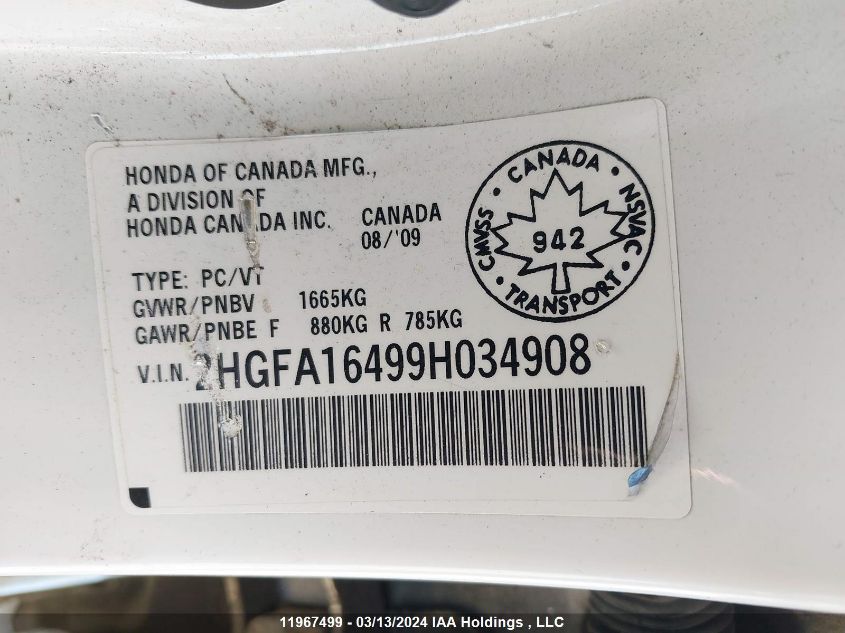 HONDA OF CANADA MFG.,
A DIVISION OF
HONDA CANADA INC.
CANADA
08/'09
TYPE: PC/VT
GVWR/PNBV 1665KG
GAWR/PNBE F 880KG R 785KG
V.I.N. 2HGFA16499H034908
• CANADA •
CMVSS
942
NSVAC
• TRANSPORT •
11967499 - 03/13/2024 IAA Holdings , LLC